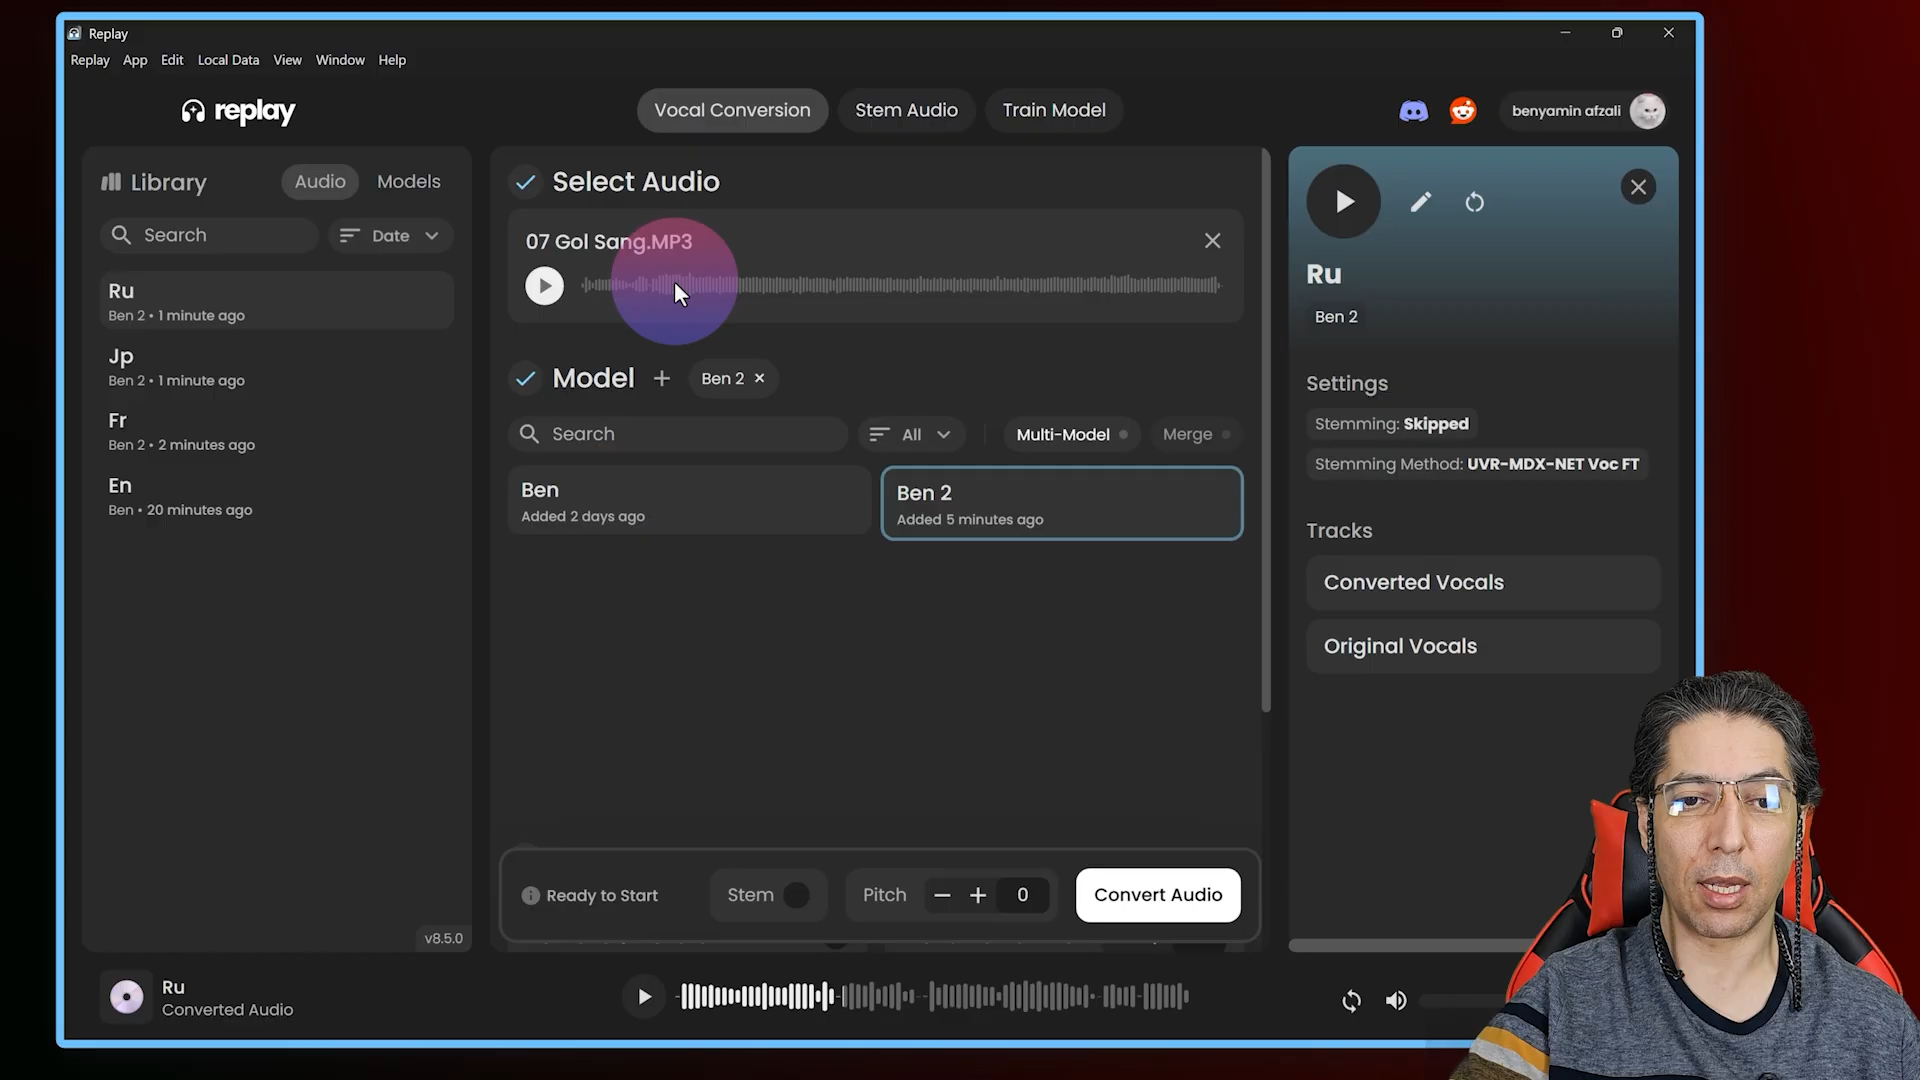 Replay
Replay App Edit Local Data View Window Help
replay
Vocal Conversion Stem Audio Train Model
benyamin afzali
Library Audio Models
Search Date
Ru
Ben 2 • 1 minute ago
Jp
Ben 2 • 1 minute ago
Fr
Ben 2 • 2 minutes ago
En
Ben • 20 minutes ago
v8.5.0
Select Audio
07 Gol Sang.MP3
Model + Ben 2 ×
Search All Multi-Model Merge
Ben
Added 2 days ago
Ben 2
Added 5 minutes ago
Ready to Start Stem Pitch − + 0 Convert Audio
Ru
Ben 2
Settings
Stemming: Skipped
Stemming Method: UVR-MDX-NET Voc FT
Tracks
Converted Vocals
Original Vocals
Ru
Converted Audio